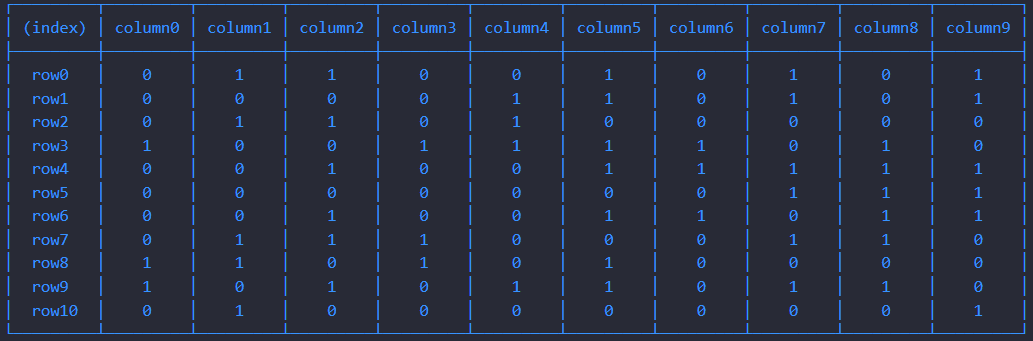 (index) column0 column1 column2 column3 column4 column5 column6 column7 column8 column9
row0 0 1 1 0 0 1 0 1 0 1
row1 0 0 0 0 1 1 0 1 0 1
row2 0 1 1 0 1 0 0 0 0 0
row3 1 0 0 1 1 1 1 0 1 0
row4 0 0 1 0 0 1 1 1 1 1
row5 0 0 0 0 0 0 0 1 1 1
row6 0 0 1 0 0 1 1 0 1 1
row7 0 1 1 1 0 0 0 1 1 0
row8 1 1 0 1 0 1 0 0 0 0
row9 1 0 1 0 1 1 0 1 1 0
row10 0 1 0 0 0 0 0 0 0 1